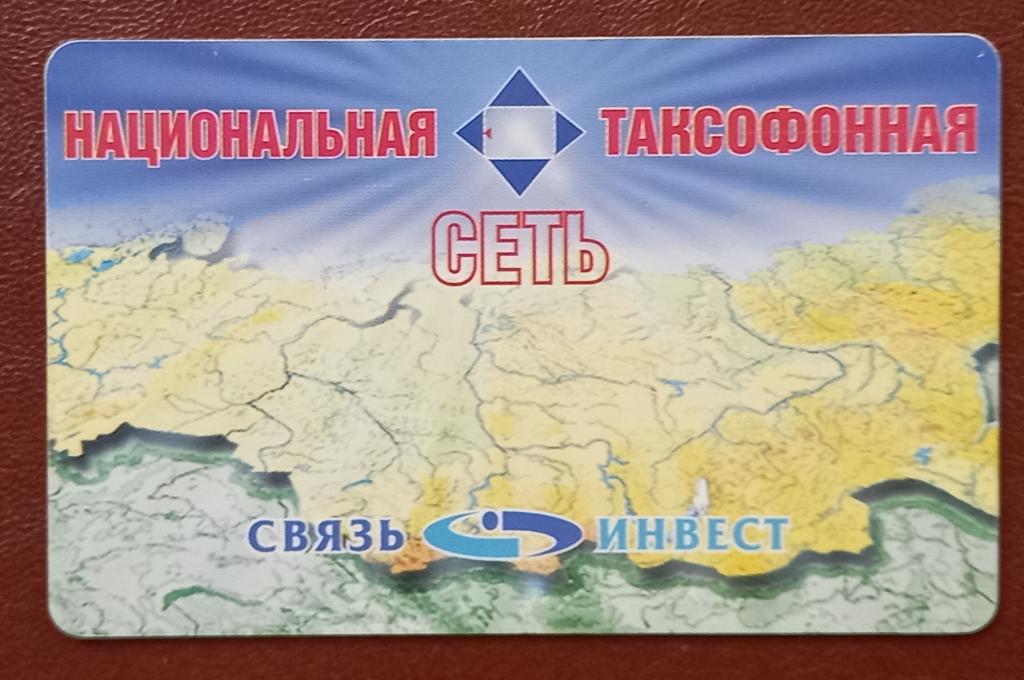 НАЦИОНАЛЬНАЯ ТАКСОФОННАЯ
СЕТЬ
СВЯЗЬ ИНВЕСТ